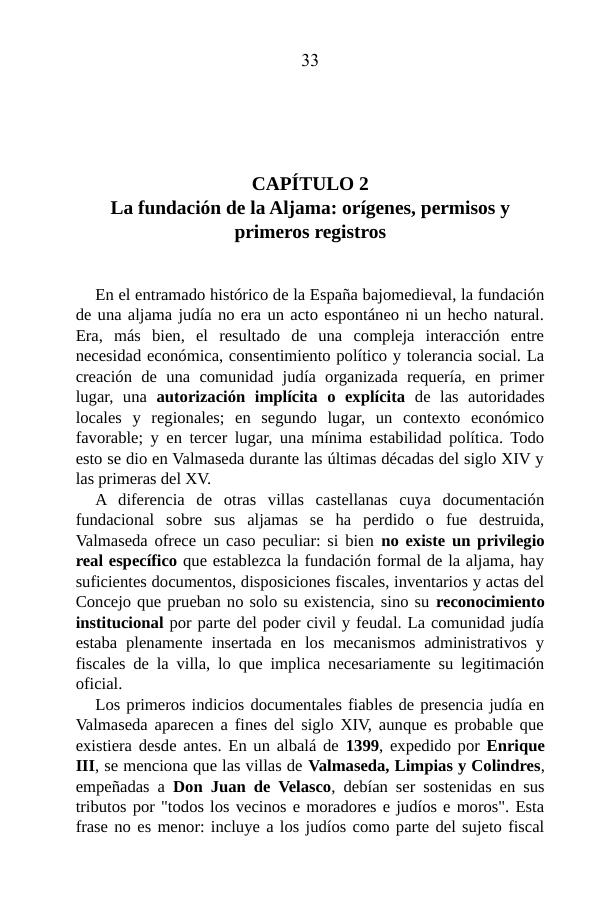 33
CAPÍTULO 2
La fundación de la Aljama: orígenes, permisos y
primeros registros
En el entramado histórico de la España bajomedieval, la fundación
de una aljama judía no era un acto espontáneo ni un hecho natural.
Era, más bien, el resultado de una compleja interacción entre
necesidad económica, consentimiento político y tolerancia social. La
creación de una comunidad judía organizada requería, en primer
lugar, una autorización implícita o explícita de las autoridades
locales y regionales; en segundo lugar, un contexto económico
favorable; y en tercer lugar, una mínima estabilidad política. Todo
esto se dio en Valmaseda durante las últimas décadas del siglo XIV y
las primeras del XV.
A diferencia de otras villas castellanas cuya documentación
fundacional sobre sus aljamas se ha perdido o fue destruida,
Valmaseda ofrece un caso peculiar: si bien no existe un privilegio
real específico que establezca la fundación formal de la aljama, hay
suficientes documentos, disposiciones fiscales, inventarios y actas del
Concejo que prueban no solo su existencia, sino su reconocimiento
institucional por parte del poder civil y feudal. La comunidad judía
estaba plenamente insertada en los mecanismos administrativos y
fiscales de la villa, lo que implica necesariamente su legitimación
oficial.
Los primeros indicios documentales fiables de presencia judía en
Valmaseda aparecen a fines del siglo XIV, aunque es probable que
existiera desde antes. En un albalá de 1399, expedido por Enrique
III, se menciona que las villas de Valmaseda, Limpias y Colindres,
empeñadas a Don Juan de Velasco, debían ser sostenidas en sus
tributos por "todos los vecinos e moradores e judíos e moros". Esta
frase no es menor: incluye a los judíos como parte del sujeto fiscal